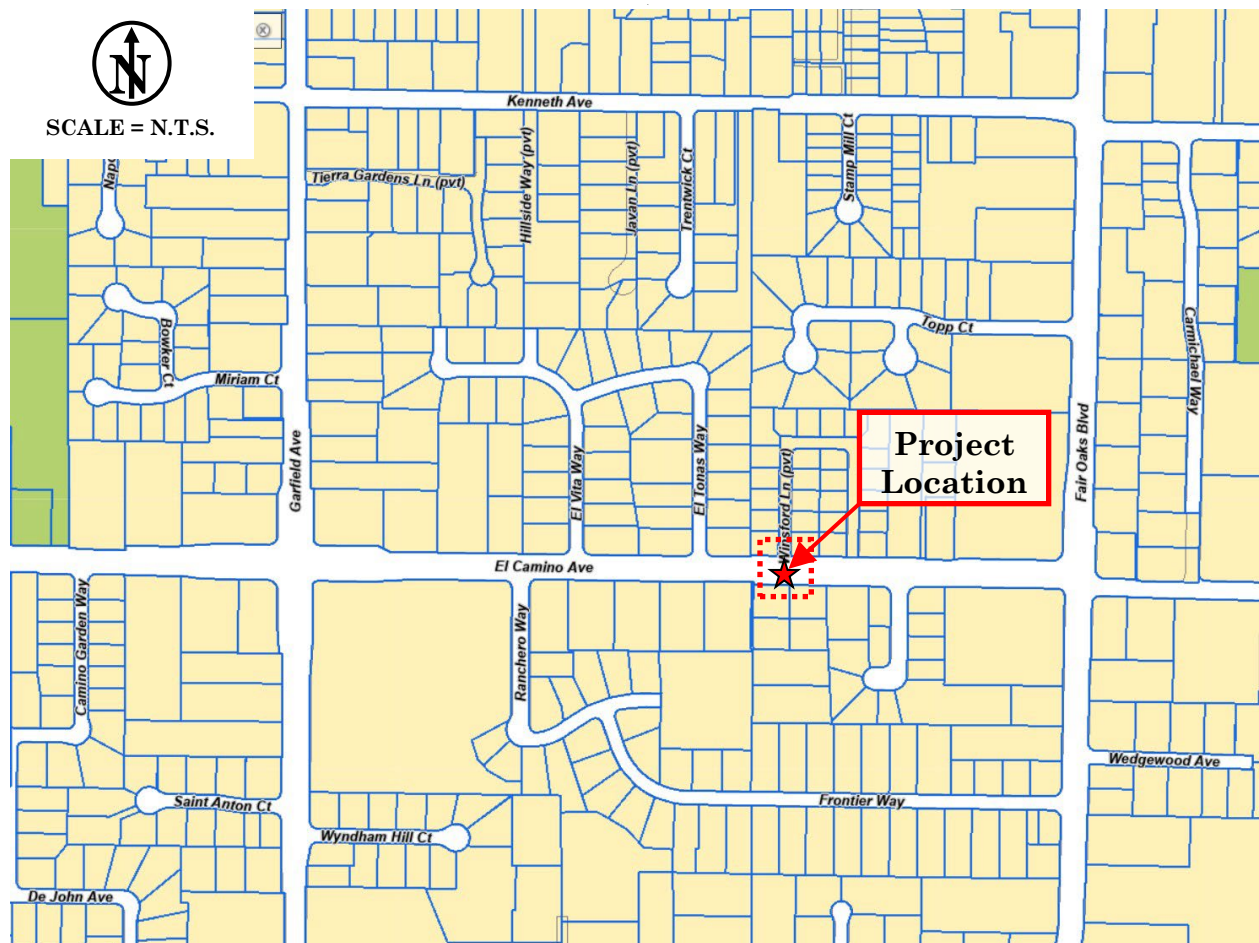 N
SCALE = N.T.S.
Kenneth Ave
Tierra Gardens Ln (pvt)
Hillside Way (pvt)
Javan Ln (pvt)
Trentwick Ct
Stamp Mill Ct
Bowker Ct
Miriam Ct
Garfield Ave
Topp Ct
Carmichael Way
Fair Oaks Blvd
El Vita Way
El Tonas Way
Winsford Ln (pvt)
Project
Location
El Camino Ave
Camino Garden Way
Ranchero Way
Wedgewood Ave
Saint Anton Ct
Frontier Way
Wyndham Hill Ct
De John Ave